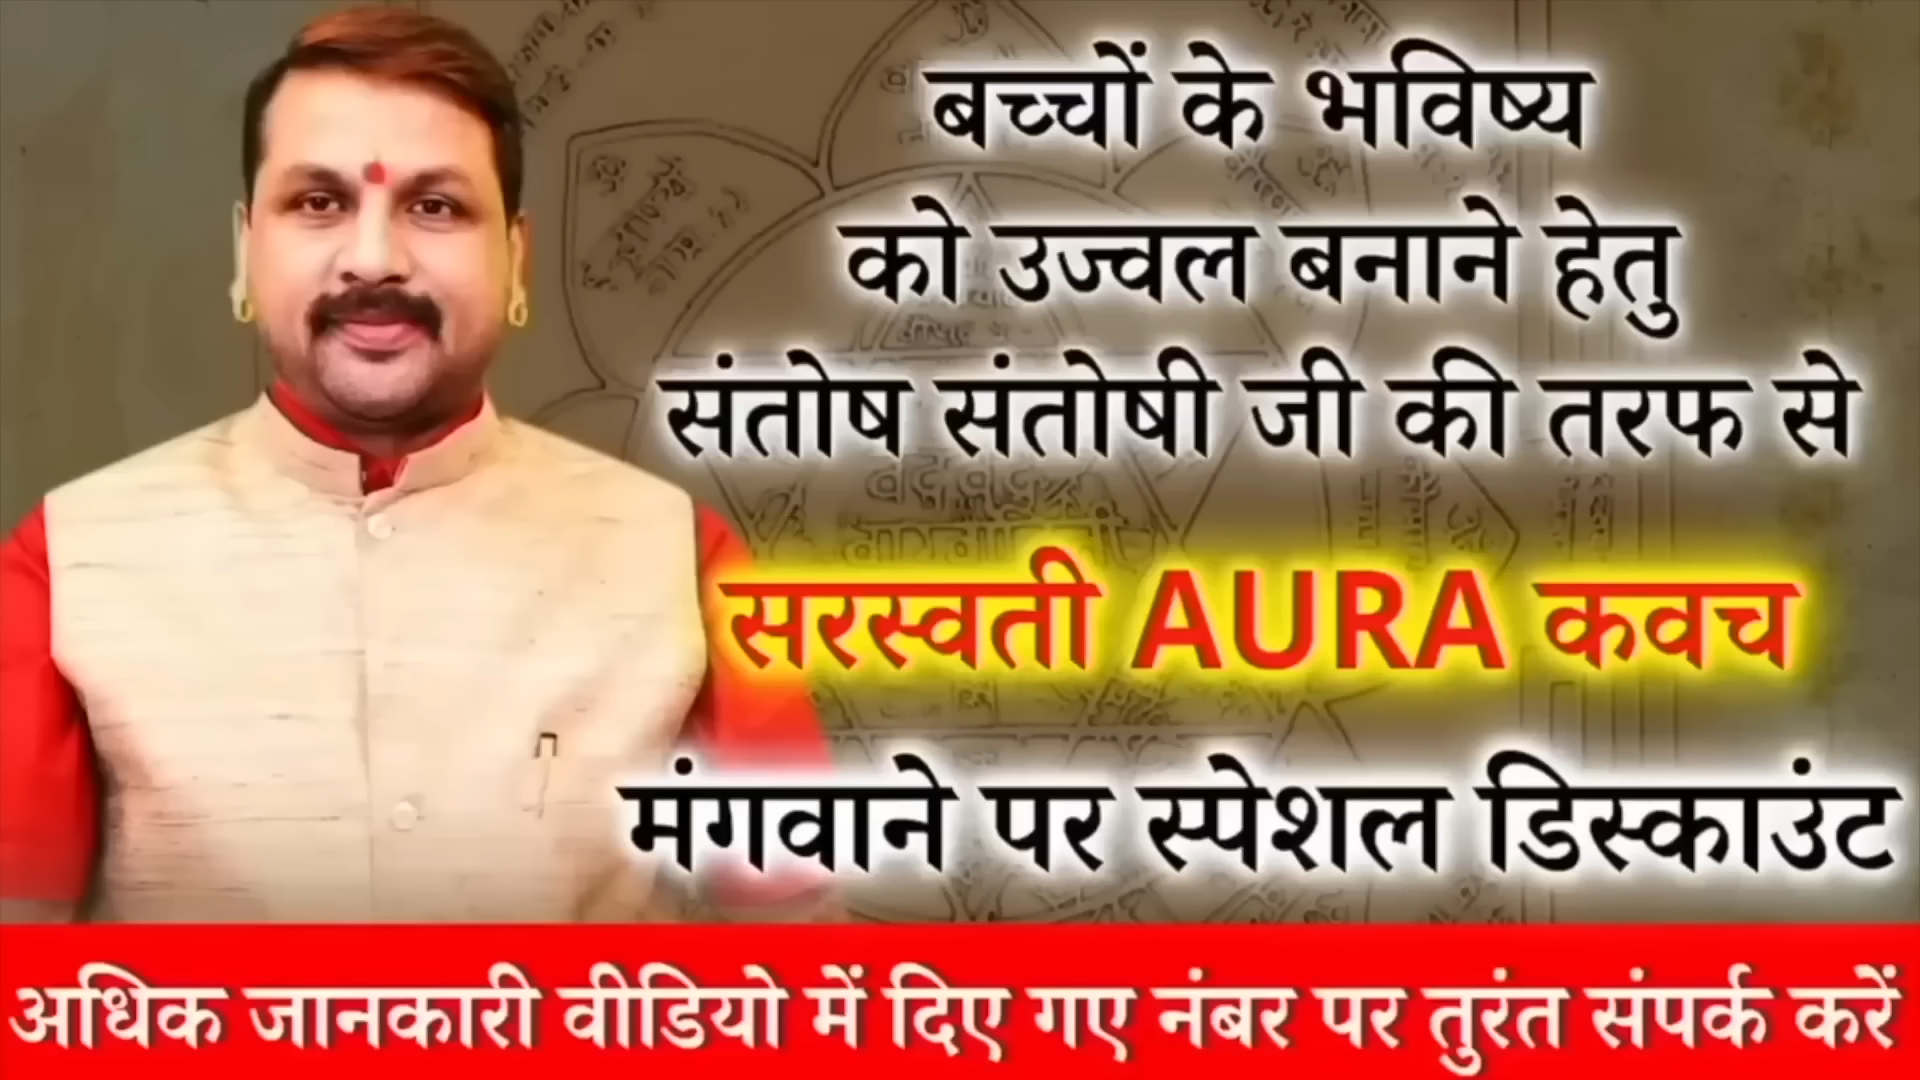 बच्चों के भविष्य
को उज्वल बनाने हेतु
संतोष संतोषी जी की तरफ से
सरस्वती AURA कवच
मंगवाने पर स्पेशल डिस्काउंट
अधिक जानकारी वीडियो में दिए गए नंबर पर तुरंत संपर्क करें